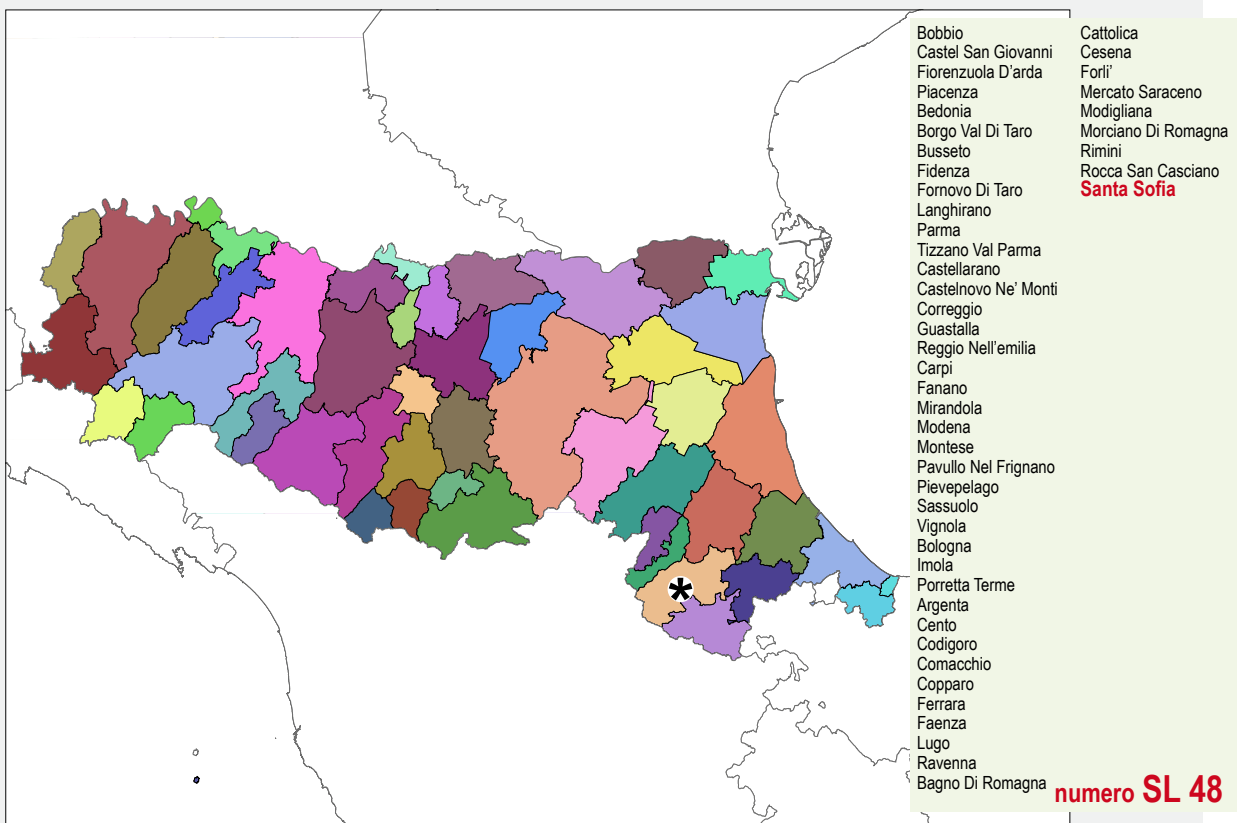 Bobbio
Castel San Giovanni
Fiorenzuola D'arda
Piacenza
Bedonia
Borgo Val Di Taro
Busseto
Fidenza
Fornovo Di Taro
Langhirano
Parma
Tizzano Val Parma
Castellarano
Castelnovo Ne' Monti
Correggio
Guastalla
Reggio Nell'emilia
Carpi
Fanano
Mirandola
Modena
Montese
Pavullo Nel Frignano
Pievepelago
Sassuolo
Vignola
Bologna
Imola
Porretta Terme
Argenta
Cento
Codigoro
Comacchio
Copparo
Ferrara
Faenza
Lugo
Ravenna
Bagno Di Romagna
Cattolica
Cesena
Forli'
Mercato Saraceno
Modigliana
Morciano Di Romagna
Rimini
Rocca San Casciano
Santa Sofia
numero SL 48
*